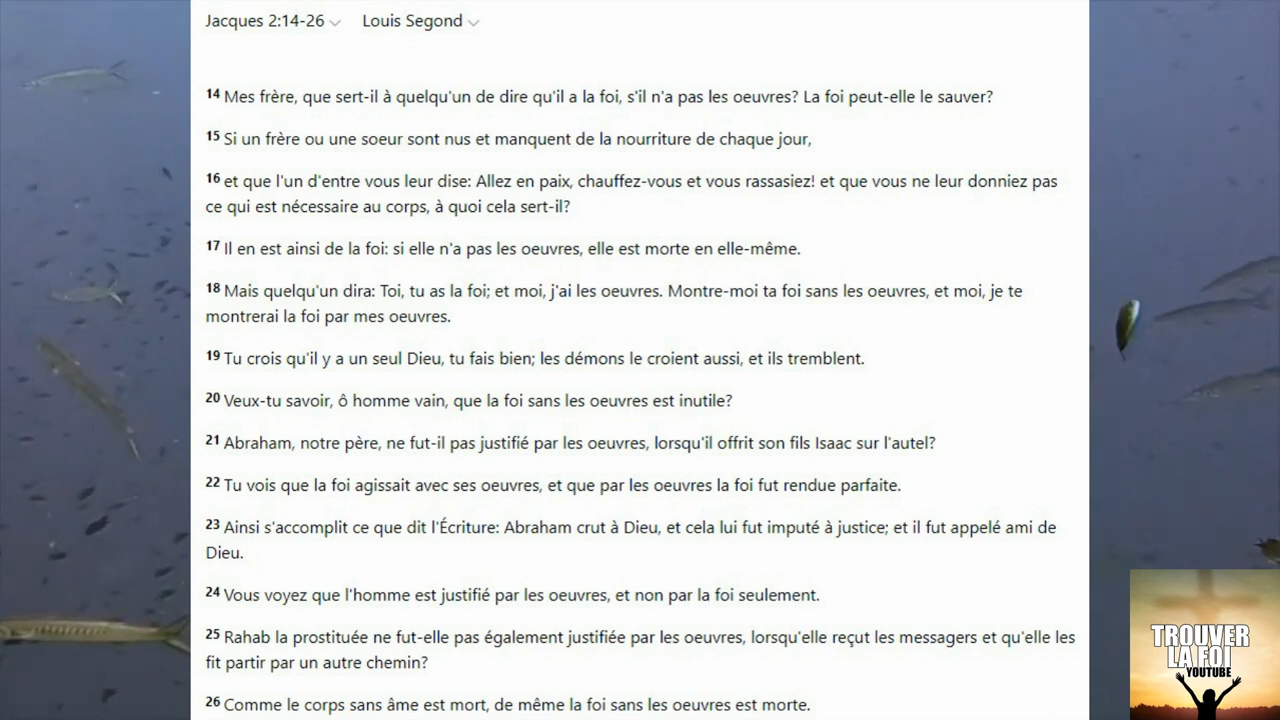 Jacques 2:14-26 Louis Segond
14 Mes frère, que sert-il à quelqu'un de dire qu'il a la foi, s'il n'a pas les oeuvres? La foi peut-elle le sauver?
15 Si un frère ou une soeur sont nus et manquent de la nourriture de chaque jour,
16 et que l'un d'entre vous leur dise: Allez en paix, chauffez-vous et vous rassasiez! et que vous ne leur donniez pas
ce qui est nécessaire au corps, à quoi cela sert-il?
17 Il en est ainsi de la foi: si elle n'a pas les oeuvres, elle est morte en elle-même.
18 Mais quelqu'un dira: Toi, tu as la foi; et moi, j'ai les oeuvres. Montre-moi ta foi sans les oeuvres, et moi, je te
montrerai la foi par mes oeuvres.
19 Tu crois qu'il y a un seul Dieu, tu fais bien; les démons le croient aussi, et ils tremblent.
20 Veux-tu savoir, ô homme vain, que la foi sans les oeuvres est inutile?
21 Abraham, notre père, ne fut-il pas justifié par les oeuvres, lorsqu'il offrit son fils Isaac sur l'autel?
22 Tu vois que la foi agissait avec ses oeuvres, et que par les oeuvres la foi fut rendue parfaite.
23 Ainsi s'accomplit ce que dit l'Écriture: Abraham crut à Dieu, et cela lui fut imputé à justice; et il fut appelé ami de
Dieu.
24 Vous voyez que l'homme est justifié par les oeuvres, et non par la foi seulement.
25 Rahab la prostituée ne fut-elle pas également justifiée par les oeuvres, lorsqu'elle reçut les messagers et qu'elle les
fit partir par un autre chemin?
26 Comme le corps sans âme est mort, de même la foi sans les oeuvres est morte.
TROUVER
LA FOI
YOUTUBE